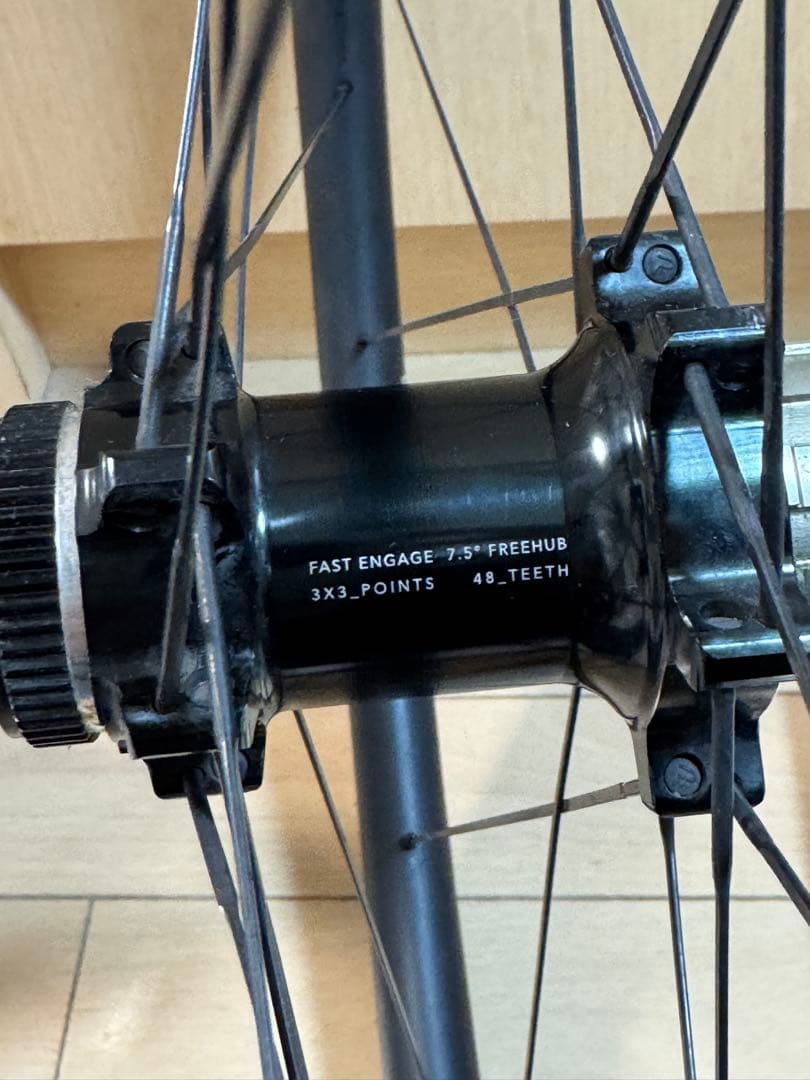 FAST ENGAGE 7.5° FREEHUB
3X3_POINTS 48_TEETH